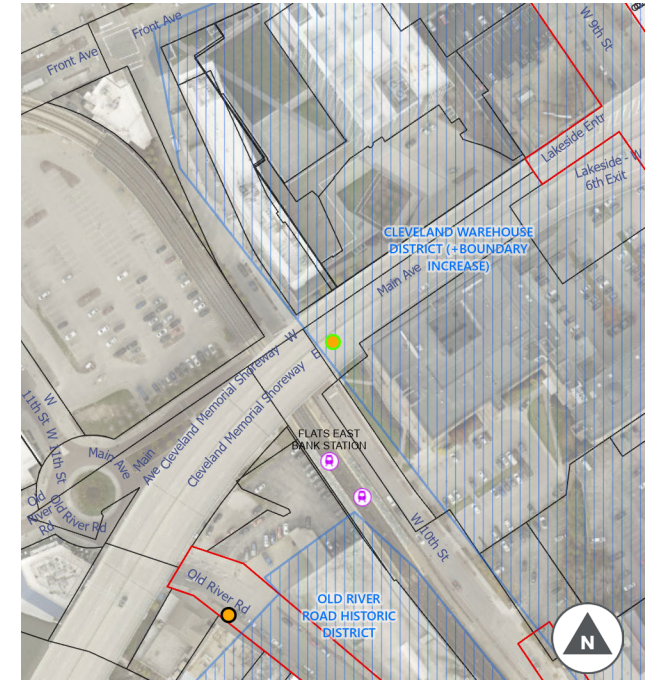 Front Ave
Front Ave
W 9th St
Lakeside Entr
Lakeside - W
6th Exit
CLEVELAND WAREHOUSE
DISTRICT (+BOUNDARY
INCREASE)
Main Ave
W
E
Cleveland Memorial Shoreway
Cleveland Memorial Shoreway
FLATS EAST
BANK STATION
W
11th St
W 11th St
Main Ave
Main
Ave
Old
River
Rd
Old River Rd
W 10th St
Old River Rd
OLD RIVER
ROAD HISTORIC
DISTRICT
N